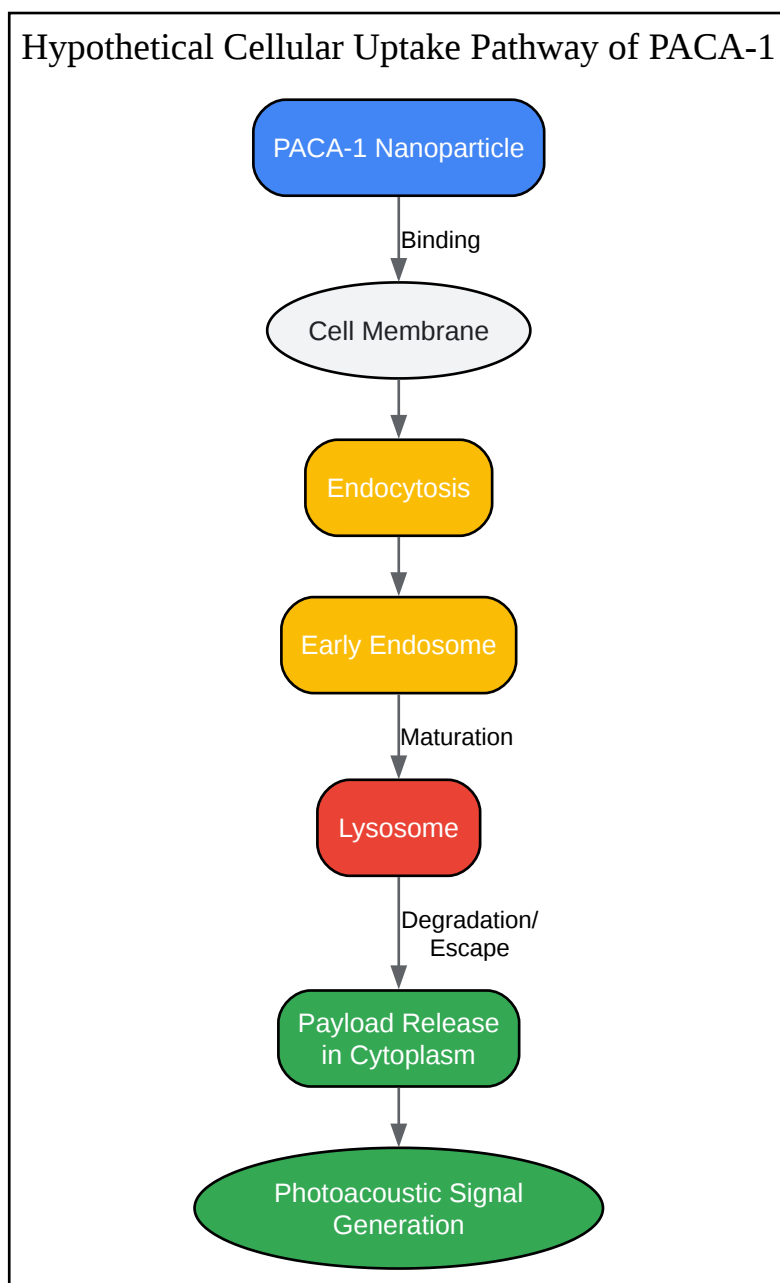 Hypothetical Cellular Uptake Pathway of PACA-1
PACA-1 Nanoparticle
Binding
Cell Membrane
Endocytosis
Early Endosome
Maturation
Lysosome
Degradation/
Escape
Payload Release
in Cytoplasm
Photoacoustic Signal
Generation